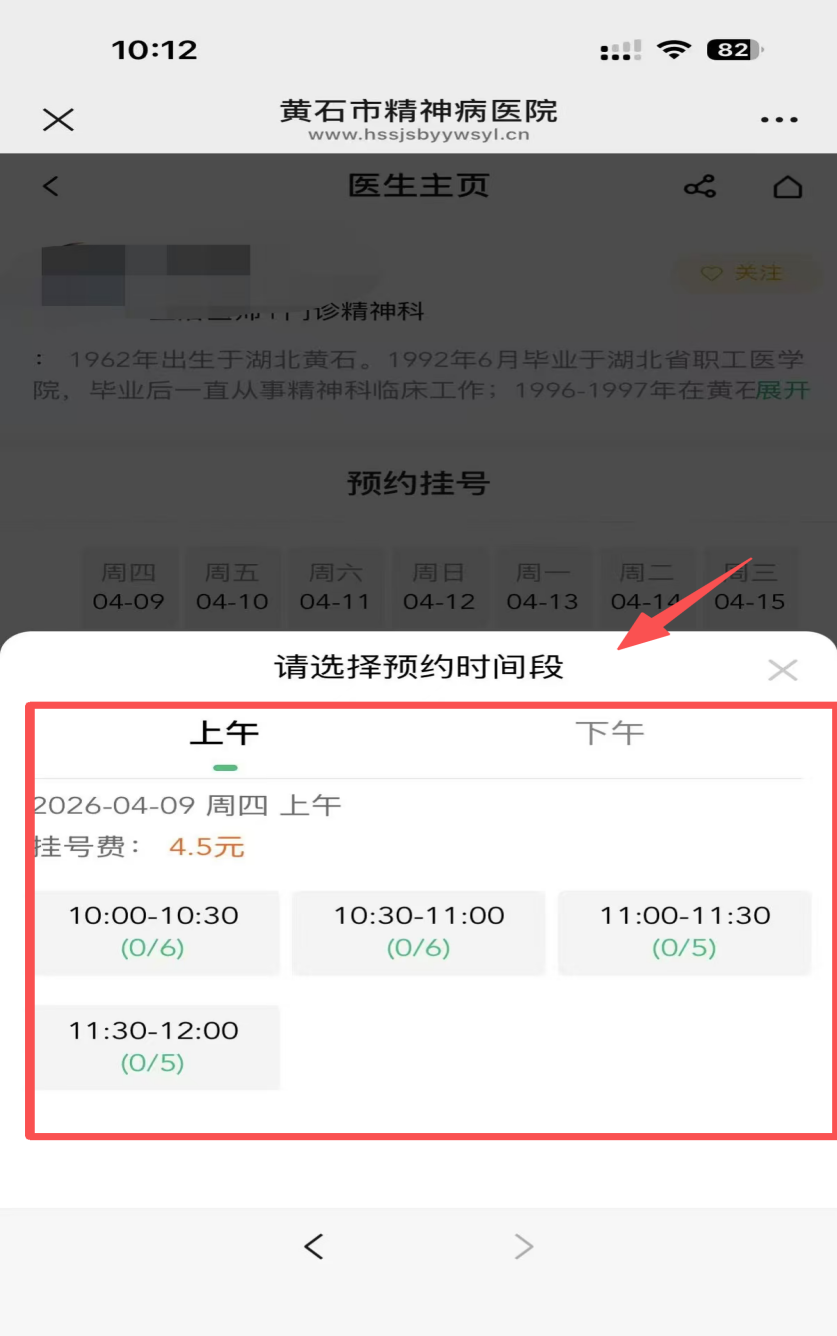 10:12
82
黄石市精神病医院
www.hssjsbyywsyl.cn
医生主页
关注
门诊精神科
：1962年出生于湖北黄石。1992年6月毕业于湖北省职工医学
院，毕业后一直从事精神科临床工作；1996-1997年在黄石展开
预约挂号
周四 周五 周六 周日 周一 周二 周三
04-09 04-10 04-11 04-12 04-13 04-14 04-15
请选择预约时间段
上午 下午
2026-04-09 周四 上午
挂号费： 4.5元
10:00-10:30 10:30-11:00 11:00-11:30
(0/6) (0/6) (0/5)
11:30-12:00
(0/5)